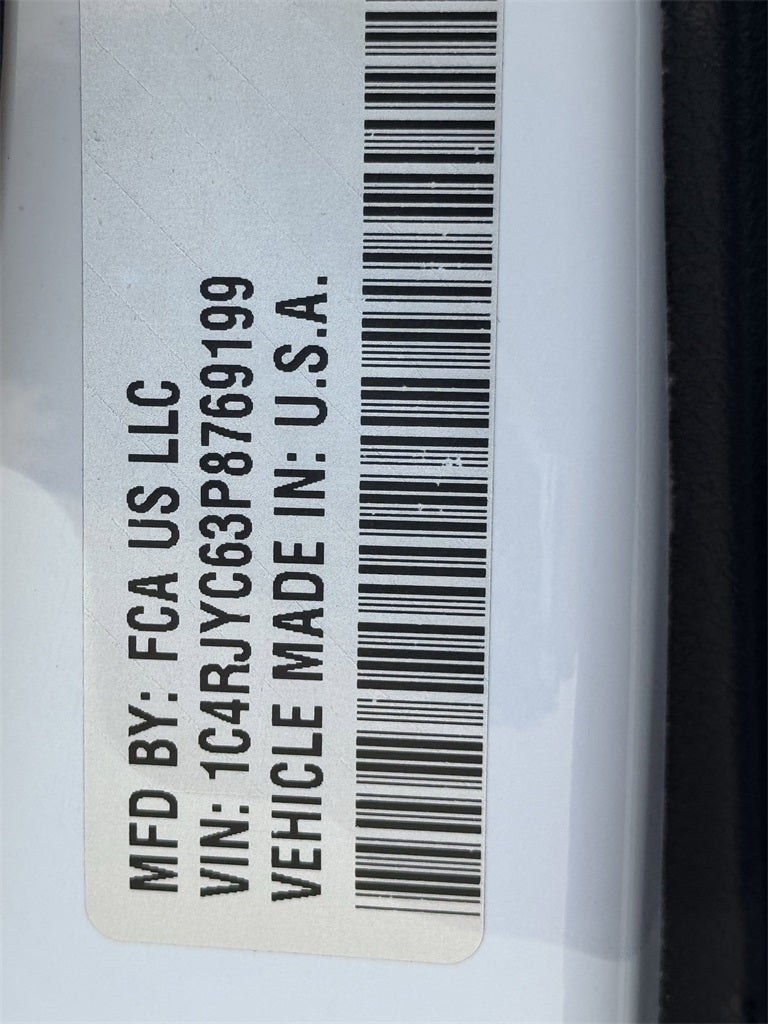 MFD BY: FCA US LLC
VIN: 1C4RJYC63P8769199
VEHICLE MADE IN: U.S.A.